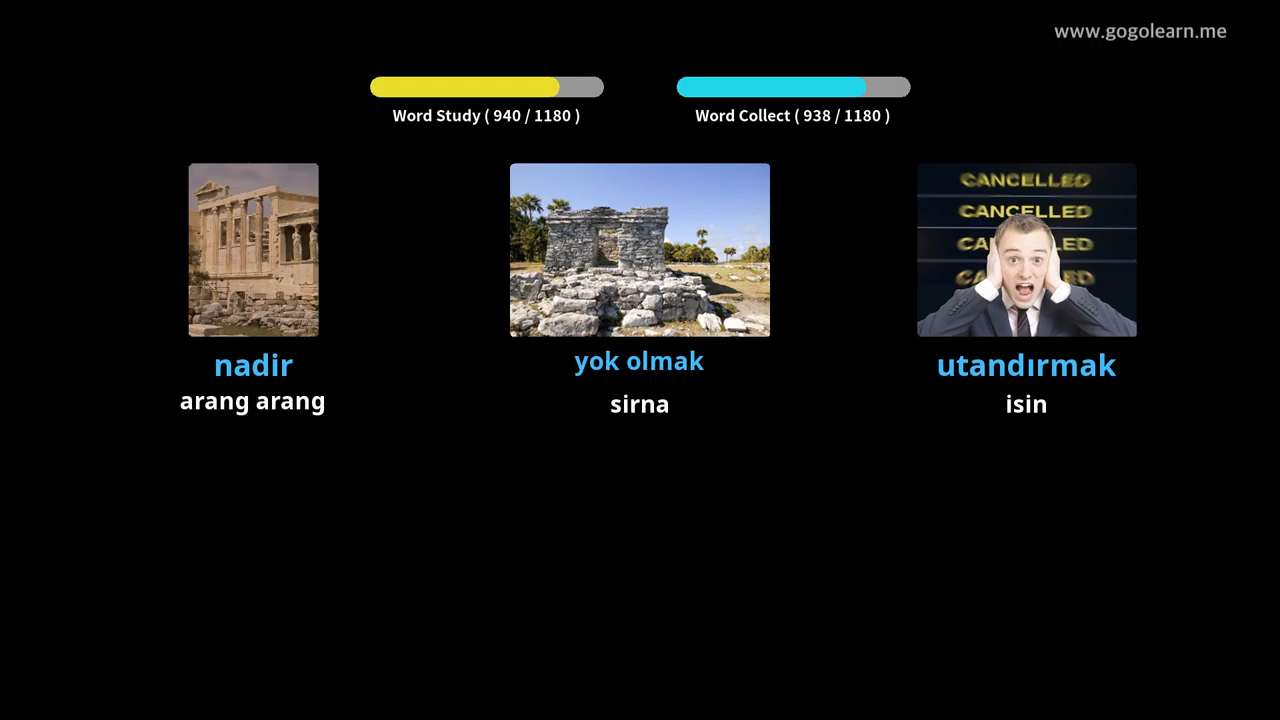 www.gogolearn.me
Word Study ( 940 / 1180 )
Word Collect ( 938 / 1180 )
CANCELLED
CANCELLED
nadir
arang arang
yok olmak
sirna
utandırmak
isin